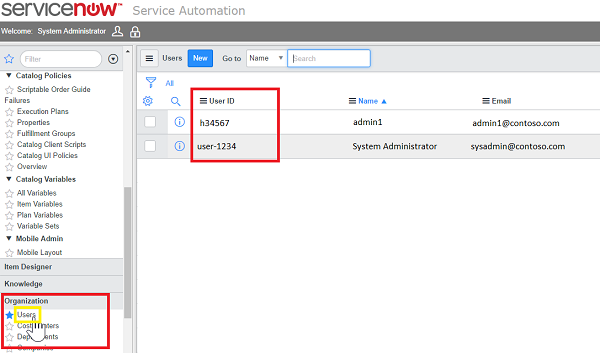 servicenow™ Service Automation
Welcome: System Administrator
Filter
Catalog Policies
Scriptable Order Guide
Failures
Execution Plans
Properties
Fulfillment Groups
Catalog Client Scripts
Catalog UI Policies
Overview
Catalog Variables
All Variables
Item Variables
Plan Variables
Variable Sets
Mobile Admin
Mobile Layout
Item Designer
Knowledge
Organization
Users
Users New Go to Name Search
All
User ID Name Email
h34567 admin1 admin1@contoso.com
user-1234 System Administrator sysadmin@contoso.com